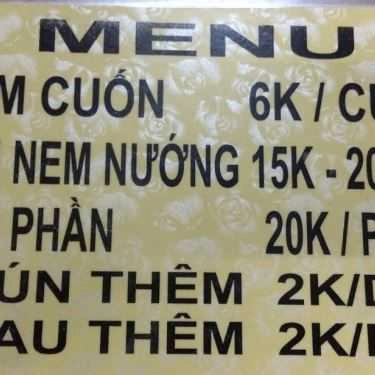 MENU
M CUỐN 6K / CU
NEM NƯỚNG 15K - 20
PHẦN 20K / P
ÚN THÊM 2K/D
AU THÊM 2K/